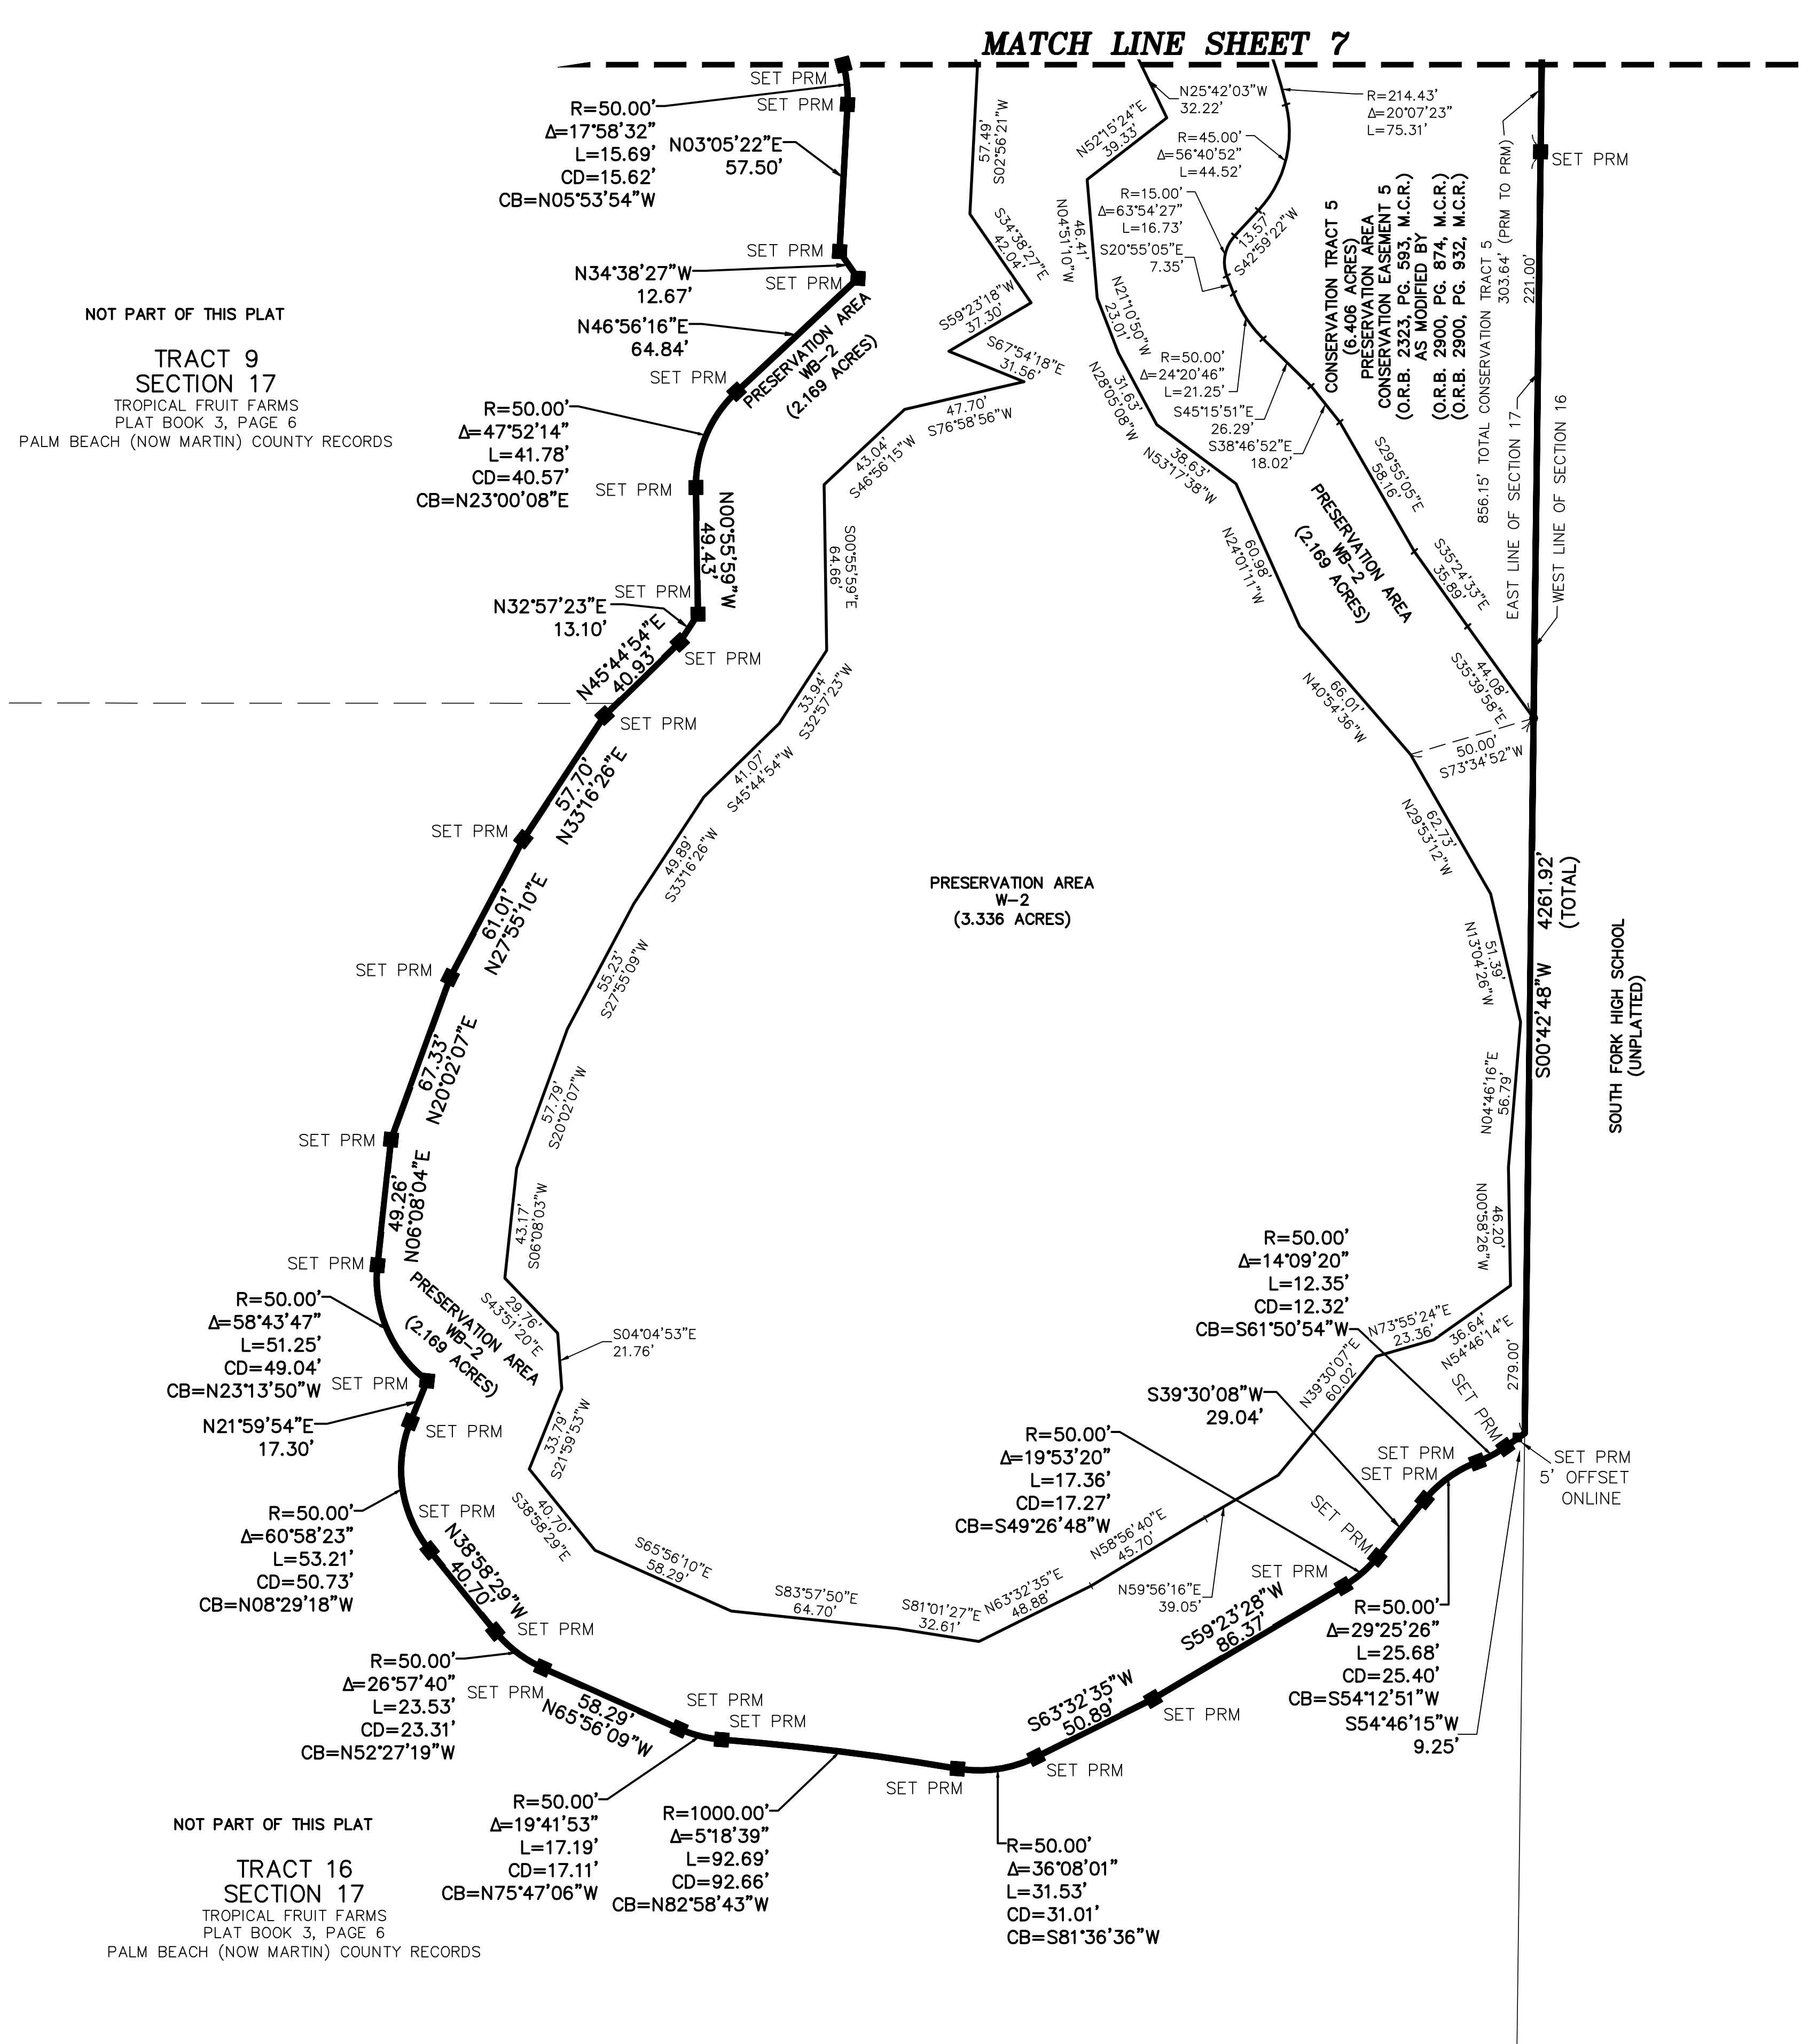 MATCH LINE SHEET 7
SET PRM
SET PRM
R=50.00'
Δ=17°58'32"
L=15.69'
CD=15.62'
CB=N05°53'54"W
N03°05'22"E
57.50'
SET PRM
N34°38'27"W
12.67'
SET PRM
N46°56'16"E
64.84'
PRESERVATION AREA
WB-2
(2.169 ACRES)
SET PRM
NOT PART OF THIS PLAT
TRACT 9
SECTION 17
TROPICAL FRUIT FARMS
PLAT BOOK 3, PAGE 6
PALM BEACH (NOW MARTIN) COUNTY RECORDS
R=50.00'
Δ=47°52'14"
L=41.78'
CD=40.57'
CB=N23°00'08"E
SET PRM
N00°55'59"W
49.43'
SET PRM
N32°57'23"E
13.10'
SET PRM
N45°44'54"E
40.93'
SET PRM
57.70'
N33°16'26"E
SET PRM
61.01'
N27°55'10"E
SET PRM
67.33'
N20°02'07"E
SET PRM
49.26'
N06°08'04"E
SET PRM
57.49'
S02°56'21"W
S34°38'27"E
42.04'
S59°23'18"W
37.30'
S67°54'18"E
31.56'
47.70'
S76°58'56"W
43.04'
S46°56'15"W
S00°55'59"E
64.66'
33.94'
S32°57'23"W
41.07'
S45°44'54"W
49.89'
S33°16'26"W
55.23'
S27°55'09"W
57.79'
S20°02'07"W
43.17'
S06°08'03"W
N25°42'03"W
32.22'
N52°15'24"E
39.33'
46.41'
N04°51'10"W
N21°10'50"W
23.01'
31.63'
N28°05'08"W
38.63'
N53°17'38"W
60.98'
N24°01'11"W
66.01'
N40°54'36"W
62.73'
N29°53'12"W
51.39'
N13°04'26"W
N04°46'16"E
56.79'
46.20'
N00°58'26"W
R=214.43'
Δ=20°07'23"
L=75.31'
R=45.00'
Δ=56°40'52"
L=44.52'
R=15.00'
Δ=63°54'27"
L=16.73'
13.57'
S42°59'22"W
S20°55'05"E
7.35'
R=50.00'
Δ=24°20'46"
L=21.25'
S45°15'51"E
26.29'
S38°46'52"E
18.02'
S29°55'05"E
58.16'
S35°24'33"E
35.89'
44.08'
S35°39'58"E
50.00'
S73°34'52"W
PRESERVATION AREA
WB-2
(2.169 ACRES)
CONSERVATION TRACT 5
(6.406 ACRES)
PRESERVATION AREA
CONSERVATION EASEMENT 5
(O.R.B. 2323, PG. 593, M.C.R.)
AS MODIFIED BY
(O.R.B. 2900, PG. 874, M.C.R.)
(O.R.B. 2900, PG. 932, M.C.R.)
856.15' TOTAL CONSERVATION TRACT 5
303.64' (PRM TO PRM)
221.00'
SET PRM
EAST LINE OF SECTION 17
WEST LINE OF SECTION 16
PRESERVATION AREA
W-2
(3.336 ACRES)
S00°42'48"W
4261.92'
(TOTAL)
SOUTH FORK HIGH SCHOOL
(UNPLATTED)
R=50.00'
Δ=58°43'47"
L=51.25'
CD=49.04'
CB=N23°13'50"W
SET PRM
PRESERVATION AREA
WB-2
(2.169 ACRES)
29.76'
S43°51'20"E
S04°04'53"E
21.76'
N21°59'54"E
17.30'
SET PRM
33.79'
S21°59'53"W
R=50.00'
Δ=60°58'23"
L=53.21'
CD=50.73'
CB=N08°29'18"W
SET PRM
N38°58'29"W
40.70'
40.70'
S38°58'29"E
S65°56'10"E
58.29'
S83°57'50"E
64.70'
S81°01'27"E
32.61'
N63°32'35"E
48.88'
N58°56'40"E
45.70'
N59°56'16"E
39.05'
N39°30'07"E
60.02'
N73°55'24"E
23.36'
36.64'
N54°46'14"E
279.00'
R=50.00'
Δ=14°09'20"
L=12.35'
CD=12.32'
CB=S61°50'54"W
S39°30'08"W
29.04'
R=50.00'
Δ=19°53'20"
L=17.36'
CD=17.27'
CB=S49°26'48"W
SET PRM
SET PRM
SET PRM
SET PRM
SET PRM
SET PRM
5' OFFSET
ONLINE
SET PRM
R=50.00'
Δ=26°57'40"
L=23.53'
CD=23.31'
CB=N52°27'19"W
SET PRM
58.29'
N65°56'09"W
SET PRM
SET PRM
S63°32'35"W
50.89'
S59°23'28"W
86.37'
SET PRM
SET PRM
SET PRM
R=50.00'
Δ=29°25'26"
L=25.68'
CD=25.40'
CB=S54°12'51"W
S54°46'15"W
9.25'
R=50.00'
Δ=19°41'53"
L=17.19'
CD=17.11'
CB=N75°47'06"W
R=1000.00'
Δ=5°18'39"
L=92.69'
CD=92.66'
CB=N82°58'43"W
R=50.00'
Δ=36°08'01"
L=31.53'
CD=31.01'
CB=S81°36'36"W
NOT PART OF THIS PLAT
TRACT 16
SECTION 17
TROPICAL FRUIT FARMS
PLAT BOOK 3, PAGE 6
PALM BEACH (NOW MARTIN) COUNTY RECORDS